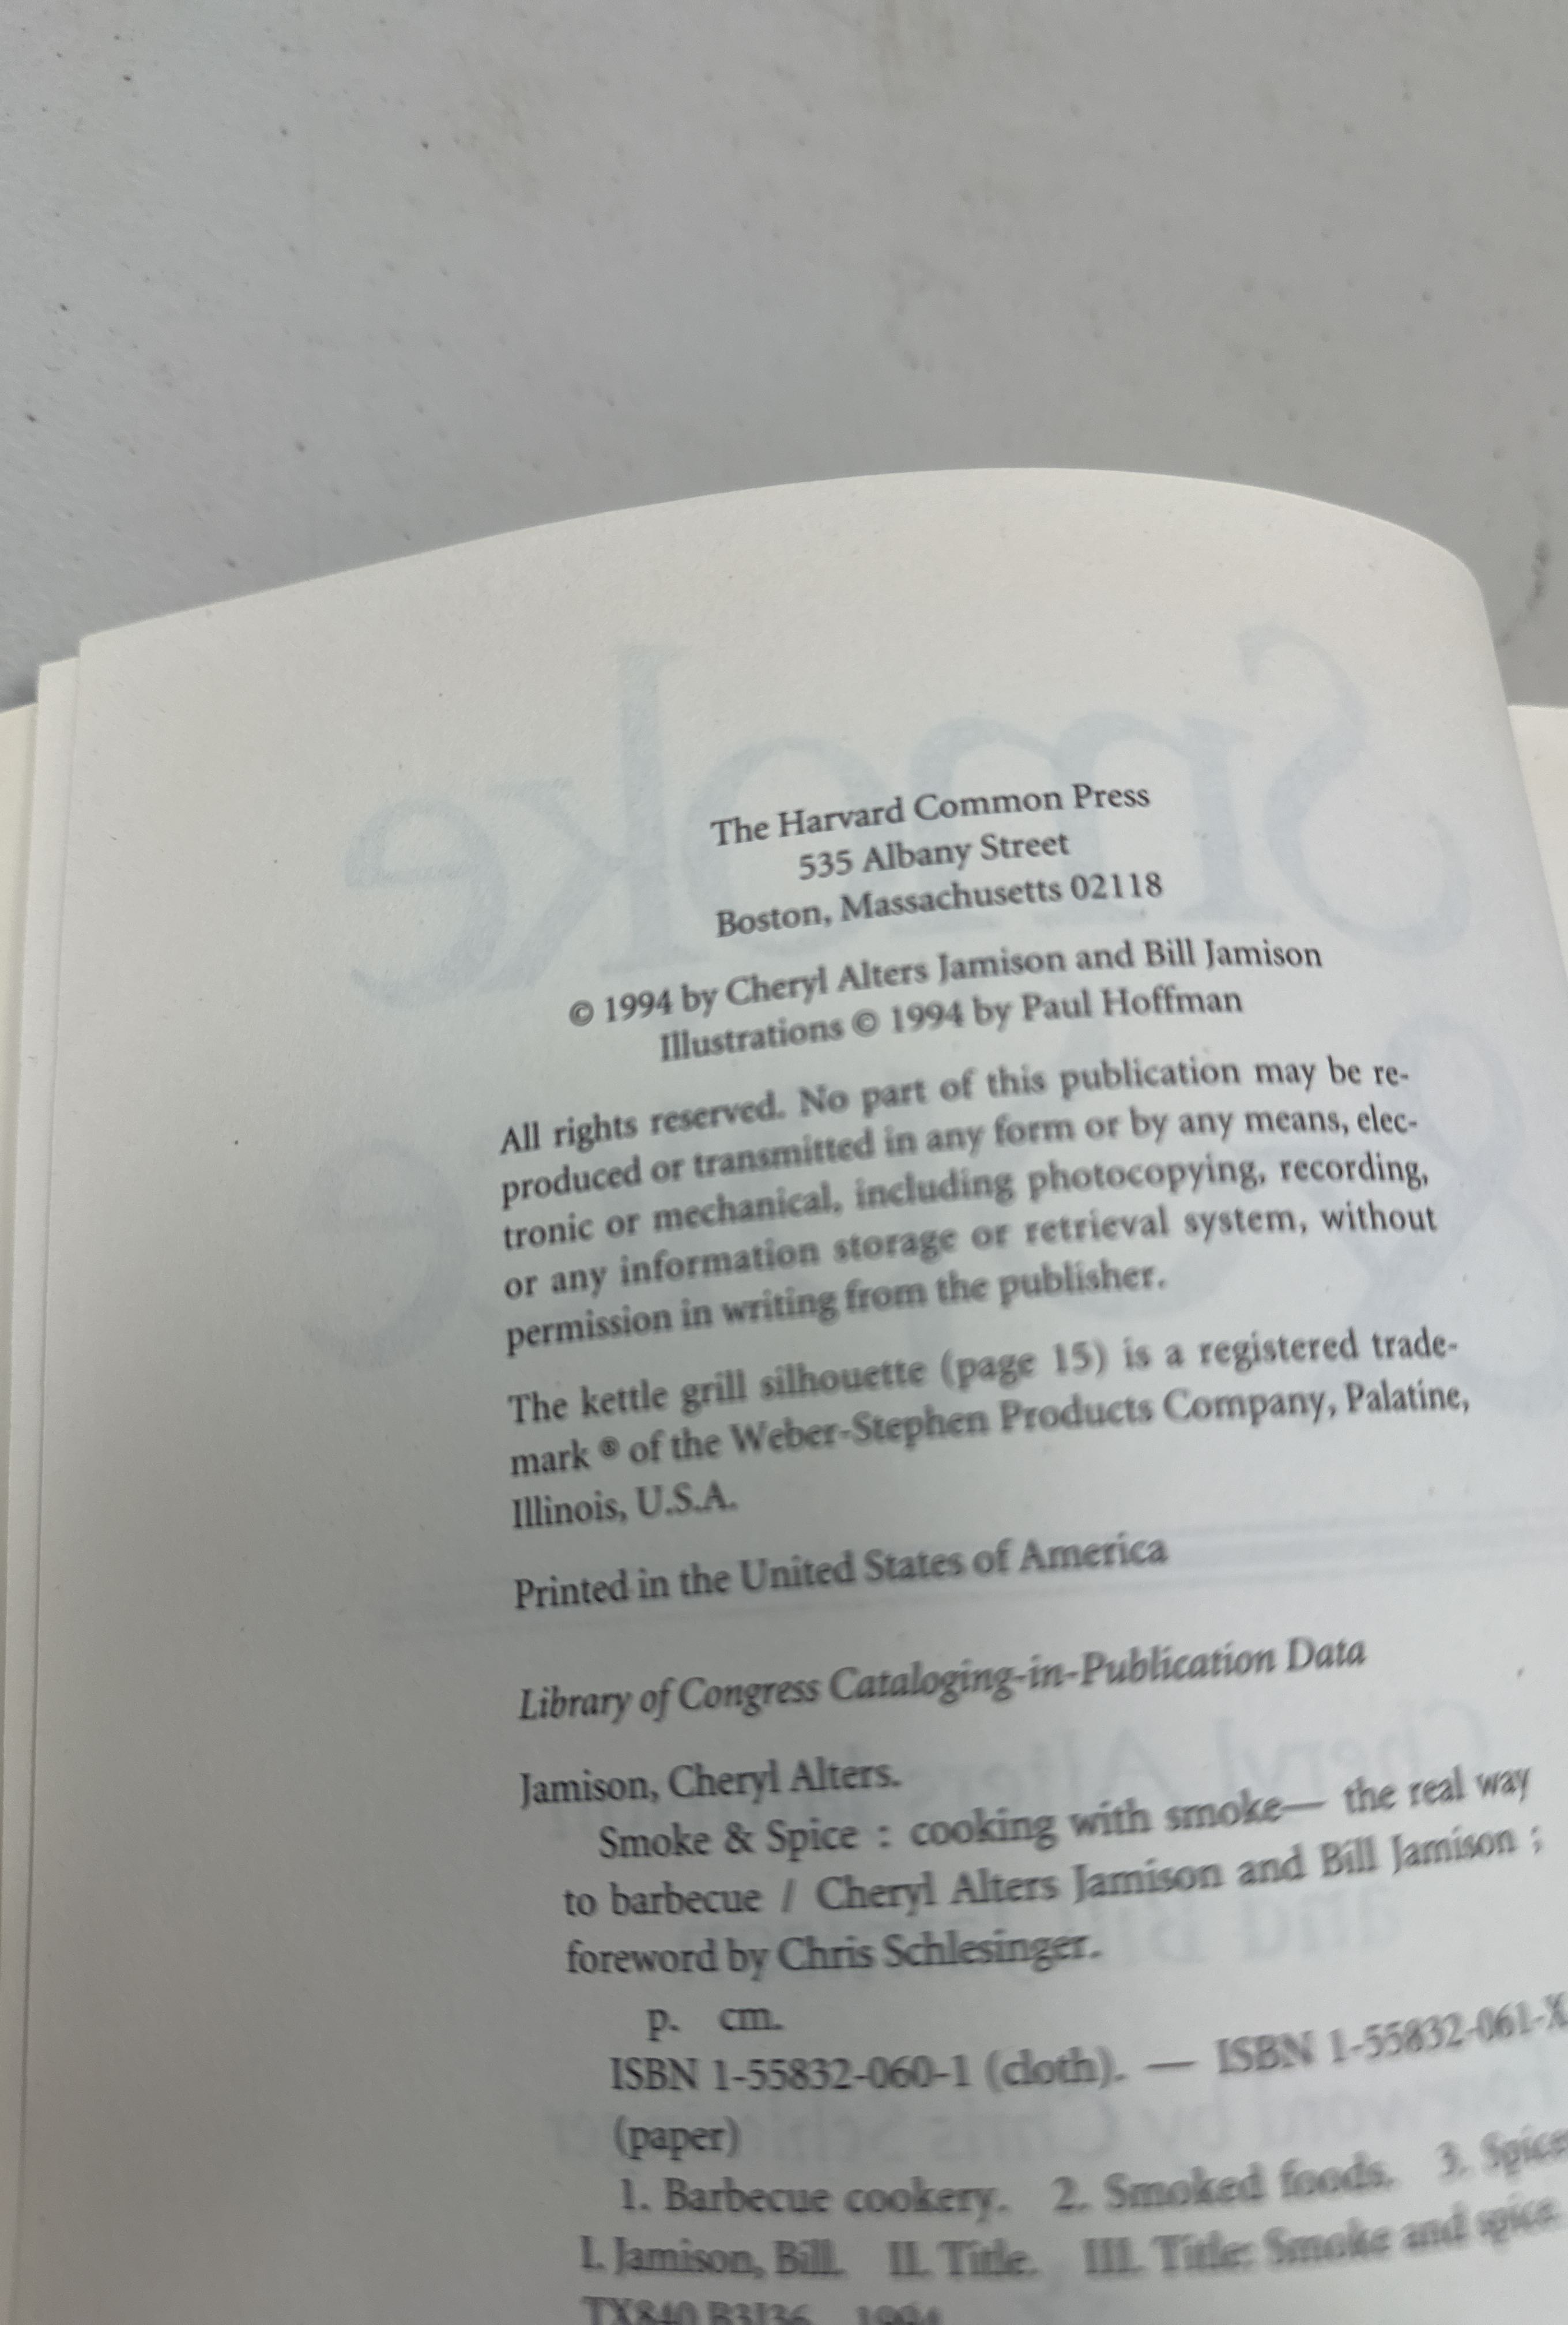 The Harvard Common Press
535 Albany Street
Boston, Massachusetts 02118
© 1994 by Cheryl Alters Jamison and Bill Jamison
Illustrations © 1994 by Paul Hoffman
All rights reserved. No part of this publication may be re-
produced or transmitted in any form or by any means, elec-
tronic or mechanical, including photocopying, recording,
or any information storage or retrieval system, without
permission in writing from the publisher.
The kettle grill silhouette (page 15) is a registered trade-
mark ® of the Weber-Stephen Products Company, Palatine,
Illinois, U.S.A.
Printed in the United States of America
Library of Congress Cataloging-in-Publication Data
Jamison, Cheryl Alters.
Smoke & Spice : cooking with smoke— the real way
to barbecue / Cheryl Alters Jamison and Bill Jamison ;
foreword by Chris Schlesinger.
p. cm.
ISBN 1-55832-060-1 (cloth). — ISBN 1-55832-061-X
(paper)
1. Barbecue cookery. 2. Smoked foods. 3. Spice
I. Jamison, Bill. II. Title. III. Title: Smoke and spice
TX840.B3J36 1994